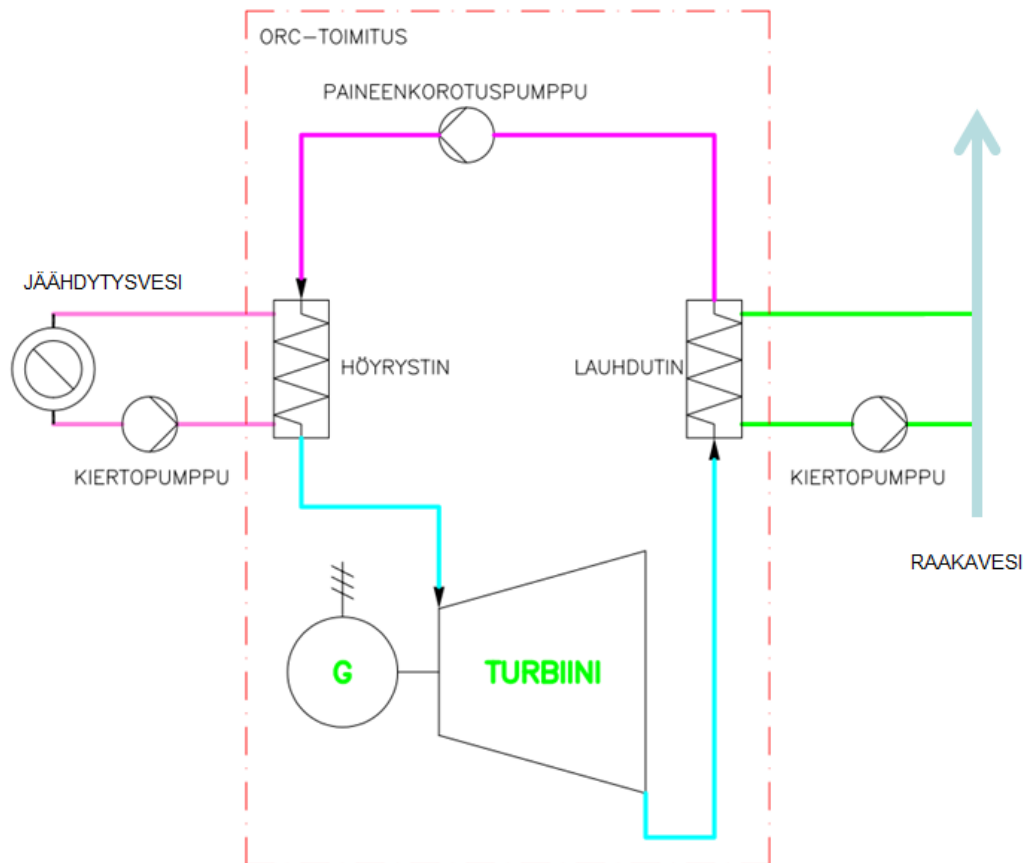 ORC-TOIMITUS
PAINEENKOROTUSPUMPPU
JÄÄHDYTYSVESI
HÖYRYSTIN
LAUHDUTIN
KIERTOPUMPPU
KIERTOPUMPPU
RAAKAVESI
G
TURBIINI